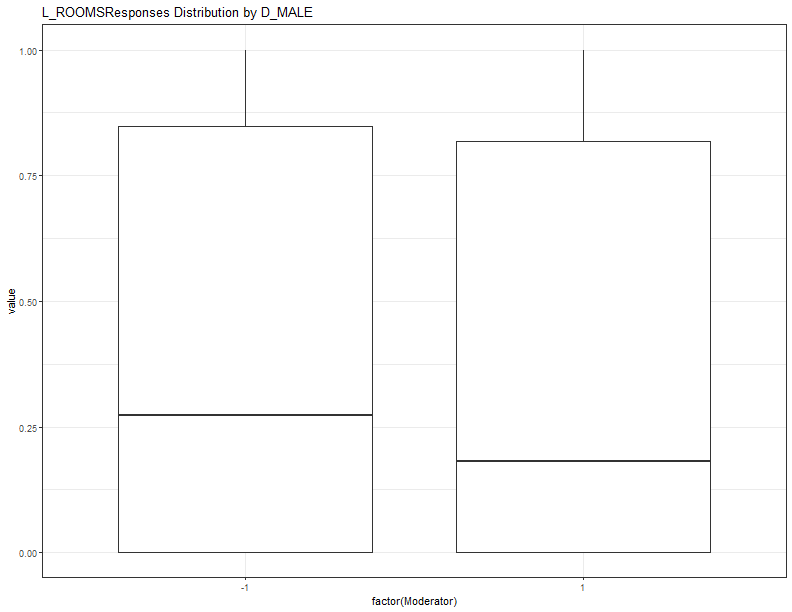 L_ROOMSResponses Distribution by D_MALE
1.00
0.75
0.50
0.25
0.00
value
-1
1
factor(Moderator)